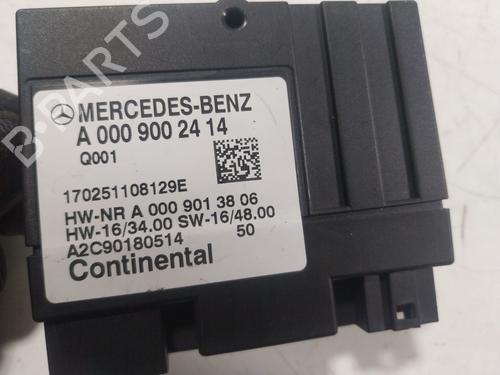 MERCEDES-BENZ
A 000 900 24 14
Q001
170251108129E
HW-NR A 000 901 38 06
HW-16/34.00 SW-16/48.00
A2C90180514 50
Continental
B-PARTS